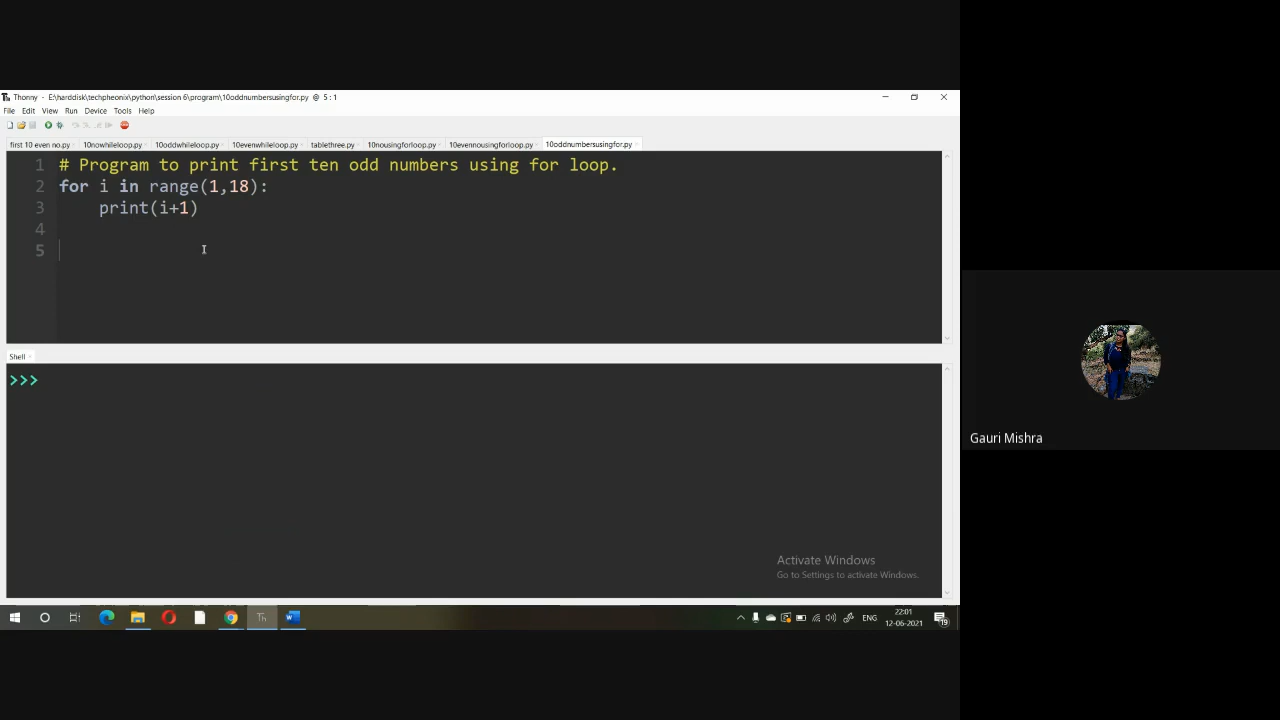 Th Thonny - E:\harddisk\techpheonix\python\session 6\program\10oddnumbersusingfor.py @ 5 : 1
File Edit View Run Device Tools Help
first 10 even no.py × 10nowhileloop.py × 10oddwhileloop.py × 10evenwhileloop.py × tablethree.py × 10nousingforloop.py × 10evennousingforloop.py × 10oddnumbersusingfor.py ×
1 # Program to print first ten odd numbers using for loop.
2 for i in range(1,18):
3     print(i+1)
4
5
Shell ×
>>>
Gauri Mishra
Activate Windows
Go to Settings to activate Windows.
Th W ENG 22:01
12-06-2021 19